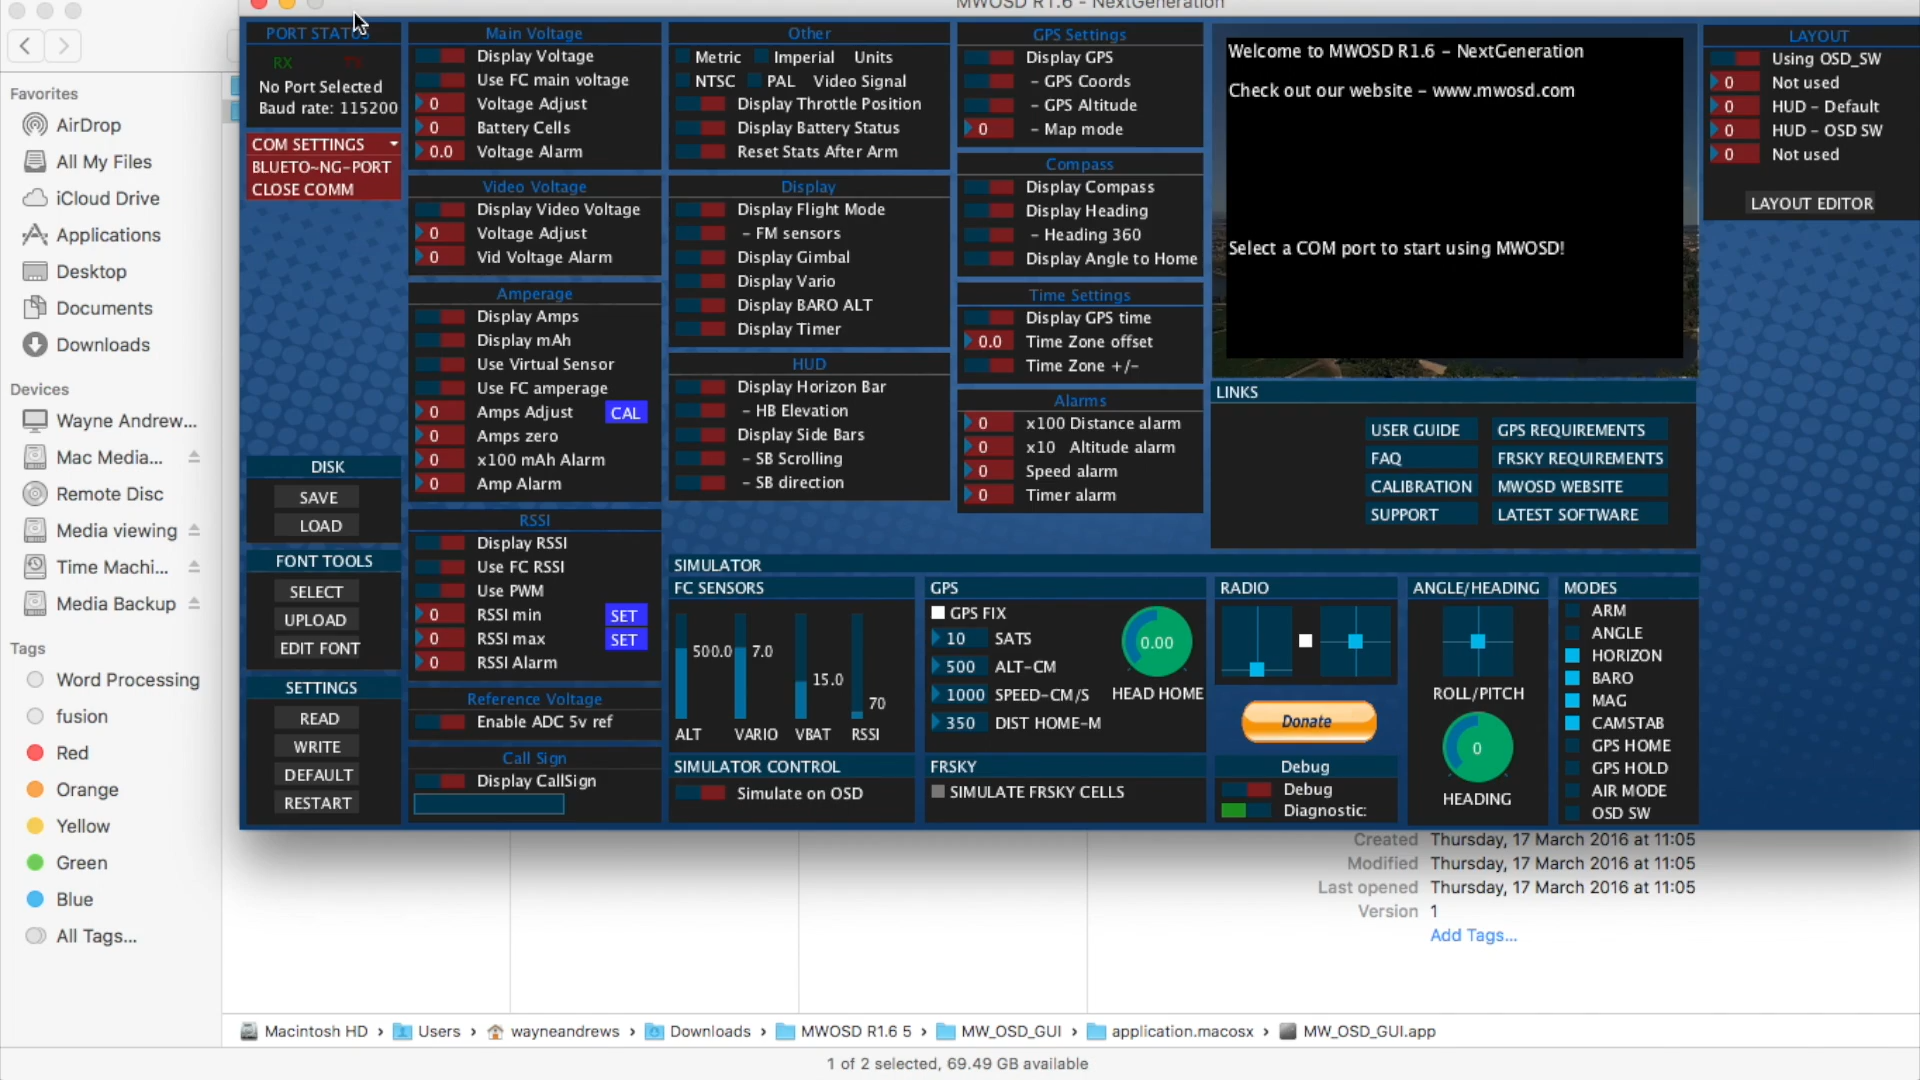 MWOSD R1.6 - NextGeneration
Favorites
AirDrop
All My Files
iCloud Drive
Applications
Desktop
Documents
Downloads
Devices
Wayne Andrew...
Mac Media...
Remote Disc
Media viewing
Time Machi...
Media Backup
Tags
Word Processing
fusion
Red
Orange
Yellow
Green
Blue
All Tags...
PORT STATUS
RX TX
No Port Selected
Baud rate: 115200
COM SETTINGS
BLUETO~NG-PORT
CLOSE COMM
DISK
SAVE
LOAD
FONT TOOLS
SELECT
UPLOAD
EDIT FONT
SETTINGS
READ
WRITE
DEFAULT
RESTART
Main Voltage
Display Voltage
Use FC main voltage
0 Voltage Adjust
0 Battery Cells
0.0 Voltage Alarm
Video Voltage
Display Video Voltage
0 Voltage Adjust
0 Vid Voltage Alarm
Amperage
Display Amps
Display mAh
Use Virtual Sensor
Use FC amperage
0 Amps Adjust CAL
0 Amps zero
0 x100 mAh Alarm
0 Amp Alarm
RSSI
Display RSSI
Use FC RSSI
Use PWM
0 RSSI min SET
0 RSSI max SET
0 RSSI Alarm
Reference Voltage
Enable ADC 5v ref
Call Sign
Display CallSign
Other
Metric Imperial Units
NTSC PAL Video Signal
Display Throttle Position
Display Battery Status
Reset Stats After Arm
Display
Display Flight Mode
- FM sensors
Display Gimbal
Display Vario
Display BARO ALT
Display Timer
HUD
Display Horizon Bar
- HB Elevation
Display Side Bars
- SB Scrolling
- SB direction
GPS Settings
Display GPS
- GPS Coords
- GPS Altitude
0 - Map mode
Compass
Display Compass
Display Heading
- Heading 360
Display Angle to Home
Time Settings
Display GPS time
0.0 Time Zone offset
Time Zone +/-
Alarms
0 x100 Distance alarm
0 x10 Altitude alarm
0 Speed alarm
0 Timer alarm
Welcome to MWOSD R1.6 - NextGeneration
Check out our website - www.mwosd.com
Select a COM port to start using MWOSD!
LINKS
USER GUIDE GPS REQUIREMENTS
FAQ FRSKY REQUIREMENTS
CALIBRATION MWOSD WEBSITE
SUPPORT LATEST SOFTWARE
LAYOUT
Using OSD_SW
0 Not used
0 HUD - Default
0 HUD - OSD SW
0 Not used
LAYOUT EDITOR
SIMULATOR
FC SENSORS
500.0 7.0
15.0
70
ALT VARIO VBAT RSSI
SIMULATOR CONTROL
Simulate on OSD
GPS
GPS FIX
10 SATS
500 ALT-CM
1000 SPEED-CM/S
350 DIST HOME-M
0.00
HEAD HOME
FRSKY
SIMULATE FRSKY CELLS
RADIO
Donate
Debug
Debug
Diagnostic:
ANGLE/HEADING
ROLL/PITCH
0
HEADING
MODES
ARM
ANGLE
HORIZON
BARO
MAG
CAMSTAB
GPS HOME
GPS HOLD
AIR MODE
OSD SW
Created Thursday, 17 March 2016 at 11:05
Modified Thursday, 17 March 2016 at 11:05
Last opened Thursday, 17 March 2016 at 11:05
Version 1
Add Tags...
Macintosh HD › Users › wayneandrews › Downloads › MWOSD R1.6 5 › MW_OSD_GUI › application.macosx › MW_OSD_GUI.app
1 of 2 selected, 69.49 GB available